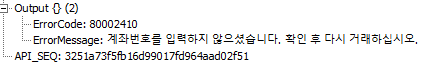 Output {} (2)
ErrorCode: 80002410
ErrorMessage: 계좌번호를 입력하지 않으셨습니다. 확인 후 다시 거래하십시오.
API_SEQ: 3251a73f5fb16d99017fd964aad02f51